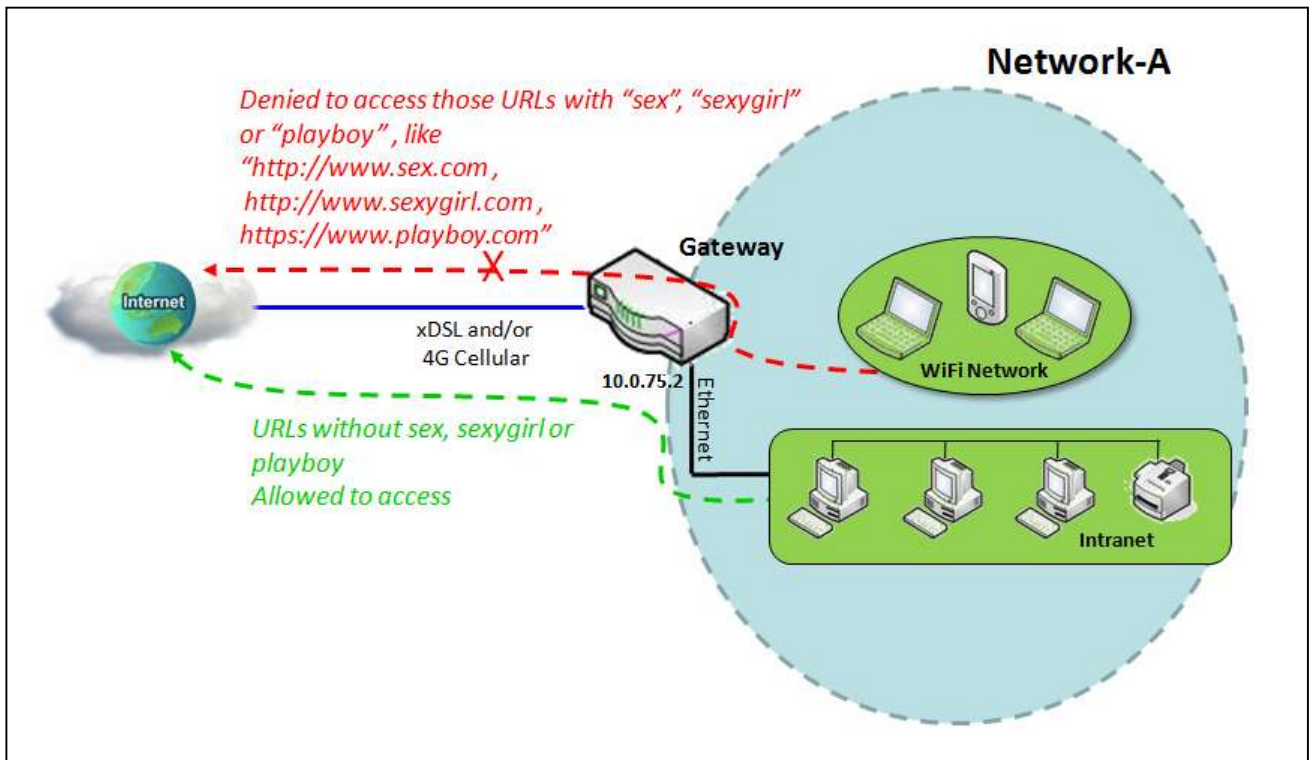 Network-A
Denied to access those URLs with “sex”, “sexygirl”
or “playboy” , like
“http://www.sex.com ,
http://www.sexygirl.com ,
https://www.playboy.com”
Gateway
Internet
xDSL and/or
4G Cellular
WiFi Network
10.0.75.2
Ethernet
URLs without sex, sexygirl or
playboy
Allowed to access
Intranet